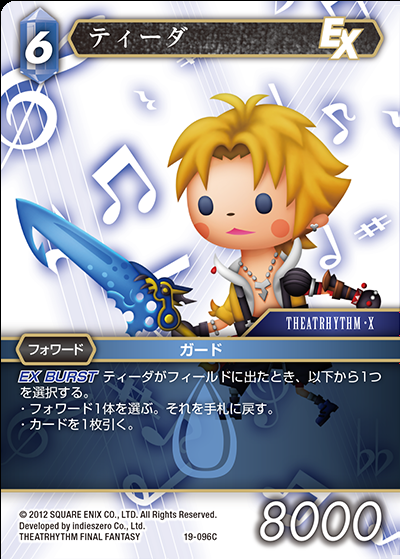 6
ティーダ
EX
THEATRHYTHM・X
フォワード
ガード
EX BURST ティーダがフィールドに出たとき、以下から1つ
を選択する。
・フォワード1体を選ぶ。それを手札に戻す。
・カードを1枚引く。
© 2012 SQUARE ENIX CO., LTD. All Rights Reserved.
Developed by indieszero Co., Ltd.
THEATRHYTHM FINAL FANTASY
19-096C
8000